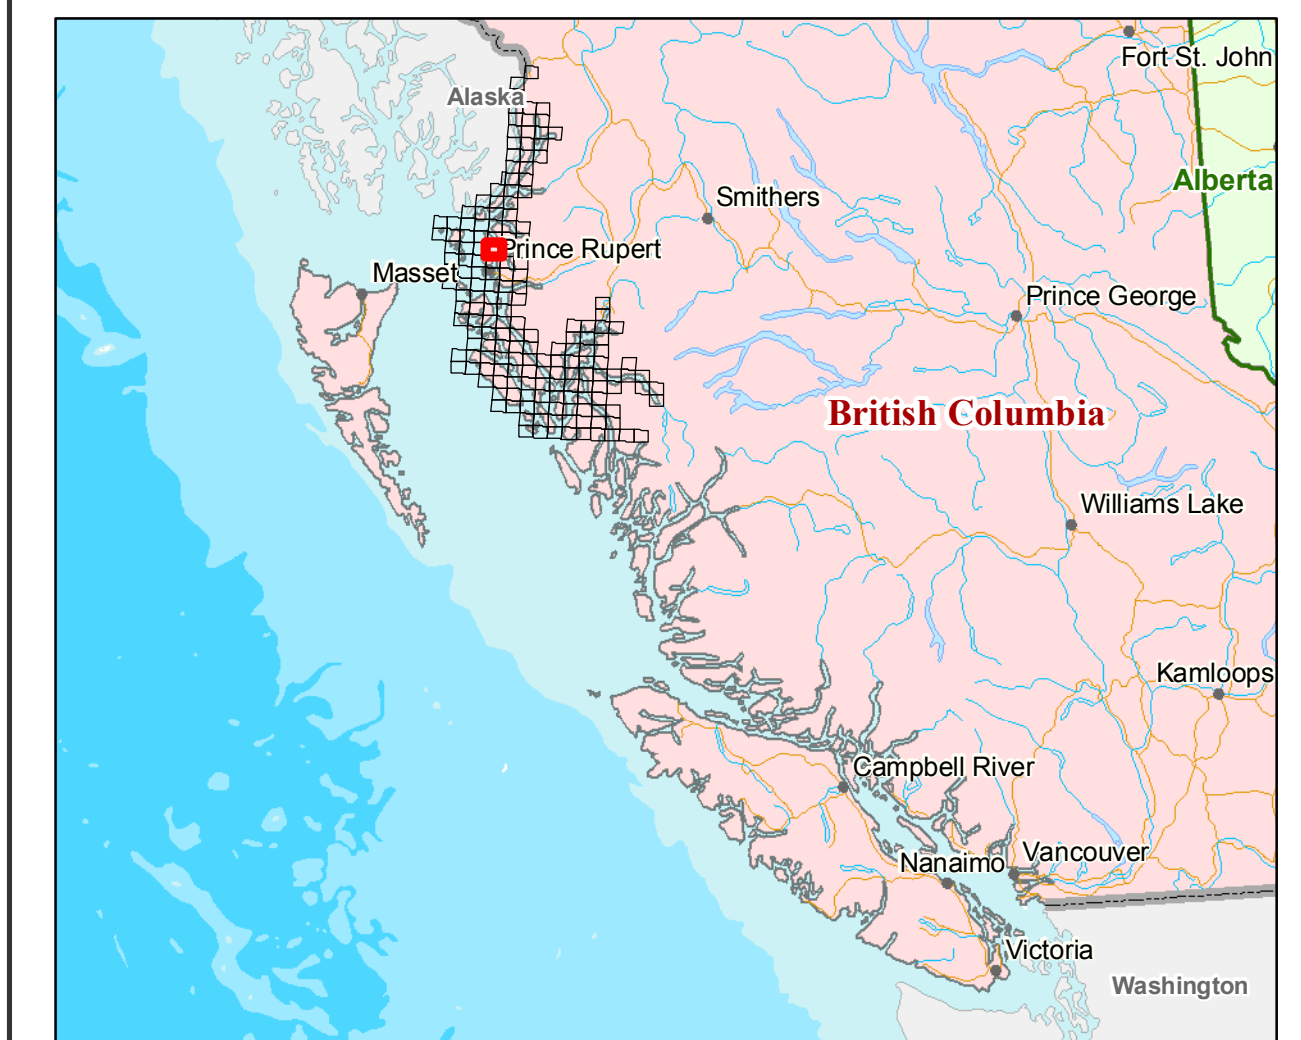 Fort St. John
Alaska
Alberta
Smithers
Prince Rupert
Masset
Prince George
British Columbia
Williams Lake
Kamloops
Campbell River
Vancouver
Nanaimo
Victoria
Washington